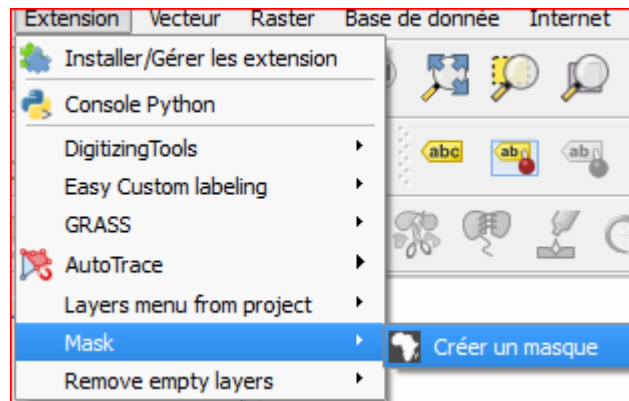 Extension Vecteur Raster Base de donnée Internet
Installer/Gérer les extension
Console Python
DigitizingTools
abc ab ab
Easy Custom labeling
GRASS
AutoTrace
Layers menu from project
Mask
Créer un masque
Remove empty layers